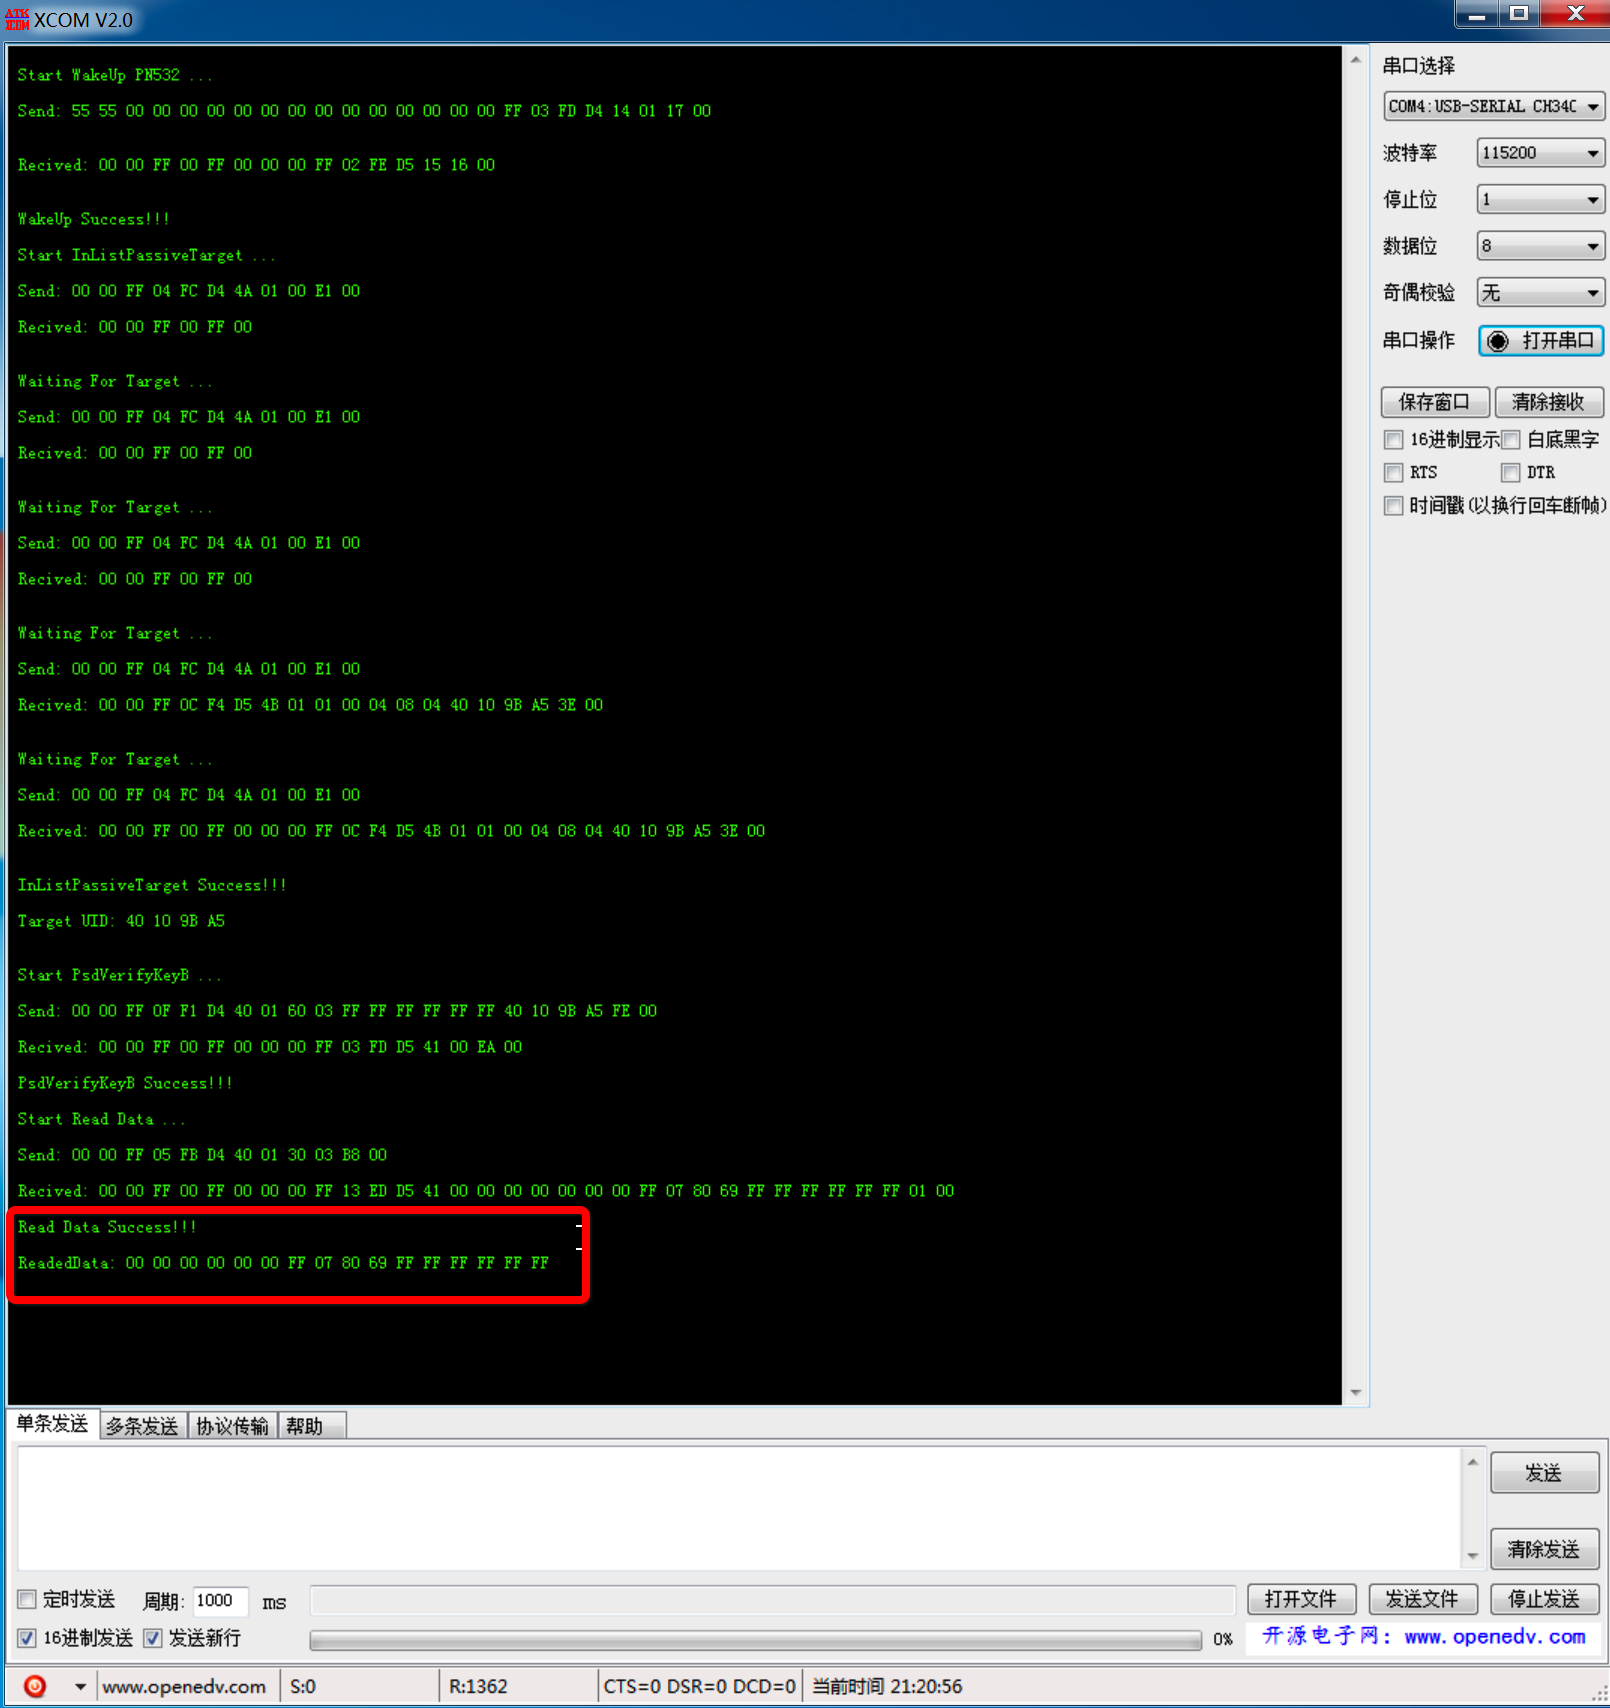 ATK XCOM XCOM V2.0
Start WakeUp PN532 ...
Send: 55 55 00 00 00 00 00 00 00 00 00 00 00 00 00 00 FF 03 FD D4 14 01 17 00
Recived: 00 00 FF 00 FF 00 00 00 FF 02 FE D5 15 16 00
WakeUp Success!!!
Start InListPassiveTarget ...
Send: 00 00 FF 04 FC D4 4A 01 00 E1 00
Recived: 00 00 FF 00 FF 00
Waiting For Target ...
Send: 00 00 FF 04 FC D4 4A 01 00 E1 00
Recived: 00 00 FF 00 FF 00
Waiting For Target ...
Send: 00 00 FF 04 FC D4 4A 01 00 E1 00
Recived: 00 00 FF 00 FF 00
Waiting For Target ...
Send: 00 00 FF 04 FC D4 4A 01 00 E1 00
Recived: 00 00 FF 0C F4 D5 4B 01 01 00 04 08 04 40 10 9B A5 3E 00
Waiting For Target ...
Send: 00 00 FF 04 FC D4 4A 01 00 E1 00
Recived: 00 00 FF 00 FF 00 00 00 FF 0C F4 D5 4B 01 01 00 04 08 04 40 10 9B A5 3E 00
InListPassiveTarget Success!!!
Target UID: 40 10 9B A5
Start PsdVerifyKeyB ...
Send: 00 00 FF 0F F1 D4 40 01 60 03 FF FF FF FF FF FF 40 10 9B A5 FE 00
Recived: 00 00 FF 00 FF 00 00 00 FF 03 FD D5 41 00 EA 00
PsdVerifyKeyB Success!!!
Start Read Data ...
Send: 00 00 FF 05 FB D4 40 01 30 03 B8 00
Recived: 00 00 FF 00 FF 00 00 00 FF 13 ED D5 41 00 00 00 00 00 00 00 FF 07 80 69 FF FF FF FF FF FF 01 00
Read Data Success!!!
ReadedData: 00 00 00 00 00 00 FF 07 80 69 FF FF FF FF FF FF
串口选择
COM4:USB-SERIAL CH34C
波特率 115200
停止位 1
数据位 8
奇偶校验 无
串口操作 打开串口
保存窗口 清除接收
16进制显示 白底黑字
RTS DTR
时间戳(以换行回车断帧)
单条发送 多条发送 协议传输 帮助
发送
清除发送
定时发送 周期: 1000 ms 打开文件 发送文件 停止发送
16进制发送 发送新行 0% 开源电子网: www.openedv.com
www.openedv.com S:0 R:1362 CTS=0 DSR=0 DCD=0 当前时间 21:20:56